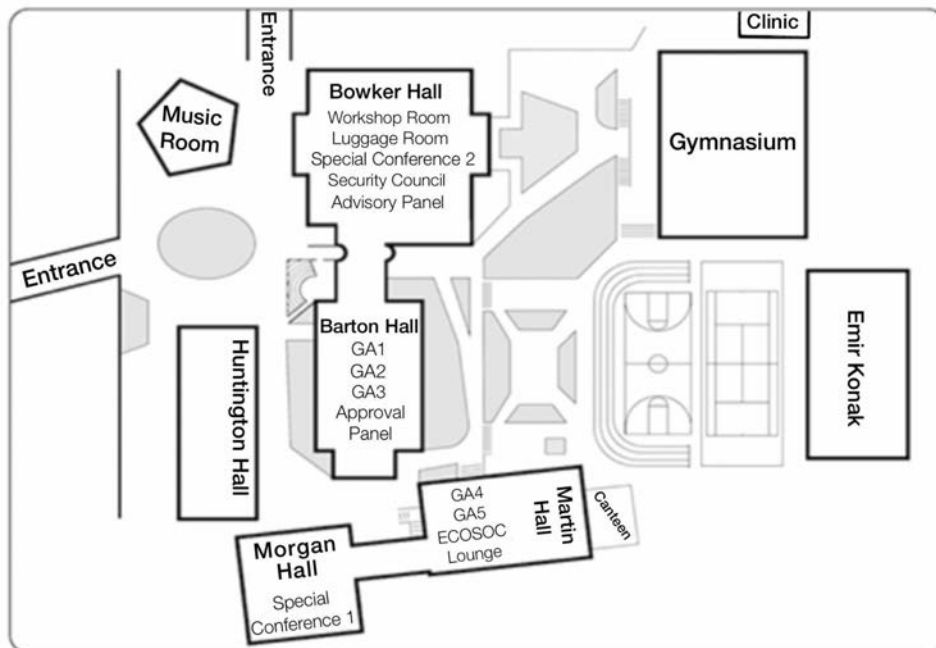 Clinic
Entrance
Music
Room
Bowker Hall
Workshop Room
Luggage Room
Special Conference 2
Security Council
Advisory Panel
Gymnasium
Entrance
Huntington Hall
Barton Hall
GA1
GA2
GA3
Approval
Panel
Emir Konak
GA4
GA5
ECOSOC
Lounge
Martin
Hall
Canteen
Morgan
Hall
Special
Conference 1